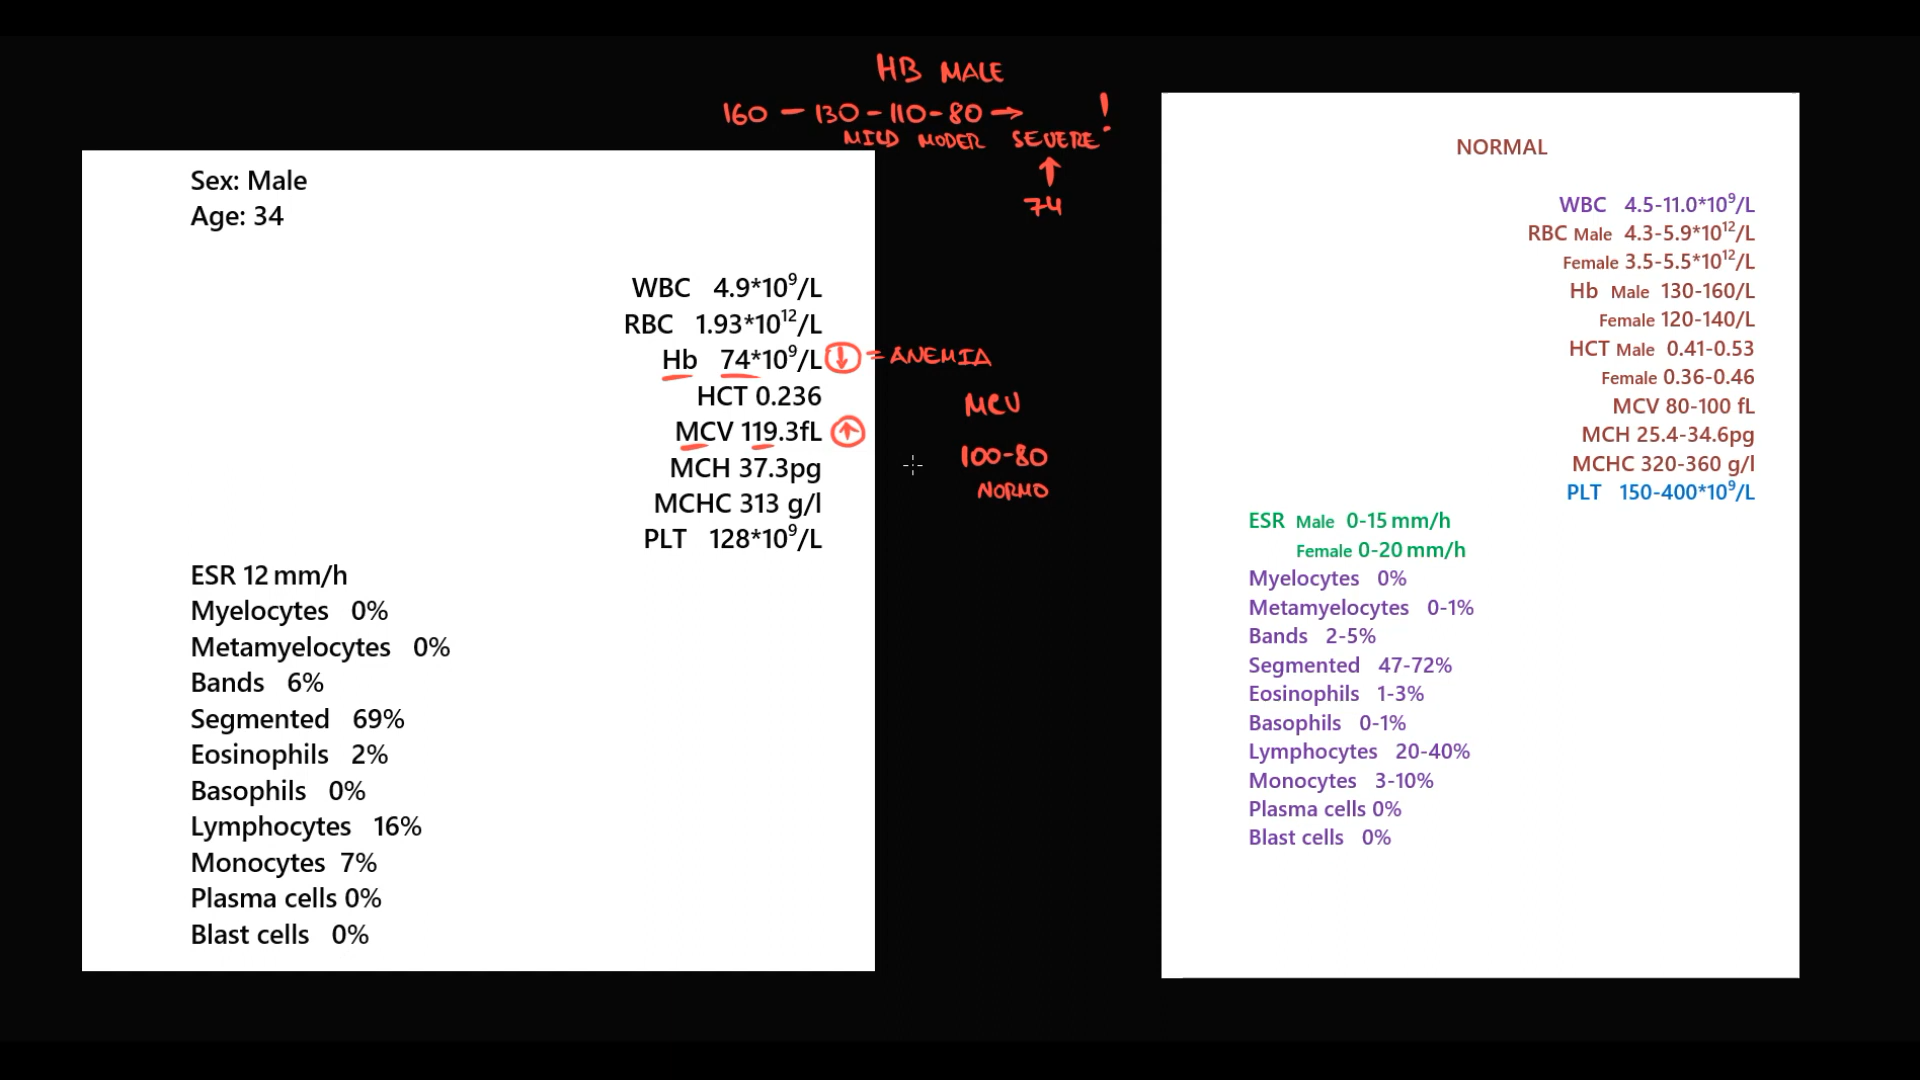 HB MALE
160 - 130 - 110 - 80 → !
MILD MODER SEVERE
↑
74
Sex: Male
Age: 34
WBC 4.9*10⁹/L
RBC 1.93*10¹²/L
Hb 74*10⁹/L ↓ = ANEMIA
HCT 0.236
MCV 119.3fL ↑
MCH 37.3pg
MCHC 313 g/l
PLT 128*10⁹/L
ESR 12 mm/h
Myelocytes 0%
Metamyelocytes 0%
Bands 6%
Segmented 69%
Eosinophils 2%
Basophils 0%
Lymphocytes 16%
Monocytes 7%
Plasma cells 0%
Blast cells 0%
MCV
100-80
NORMO
NORMAL
WBC 4.5-11.0*10⁹/L
RBC Male 4.3-5.9*10¹²/L
Female 3.5-5.5*10¹²/L
Hb Male 130-160/L
Female 120-140/L
HCT Male 0.41-0.53
Female 0.36-0.46
MCV 80-100 fL
MCH 25.4-34.6pg
MCHC 320-360 g/l
PLT 150-400*10⁹/L
ESR Male 0-15 mm/h
Female 0-20 mm/h
Myelocytes 0%
Metamyelocytes 0-1%
Bands 2-5%
Segmented 47-72%
Eosinophils 1-3%
Basophils 0-1%
Lymphocytes 20-40%
Monocytes 3-10%
Plasma cells 0%
Blast cells 0%